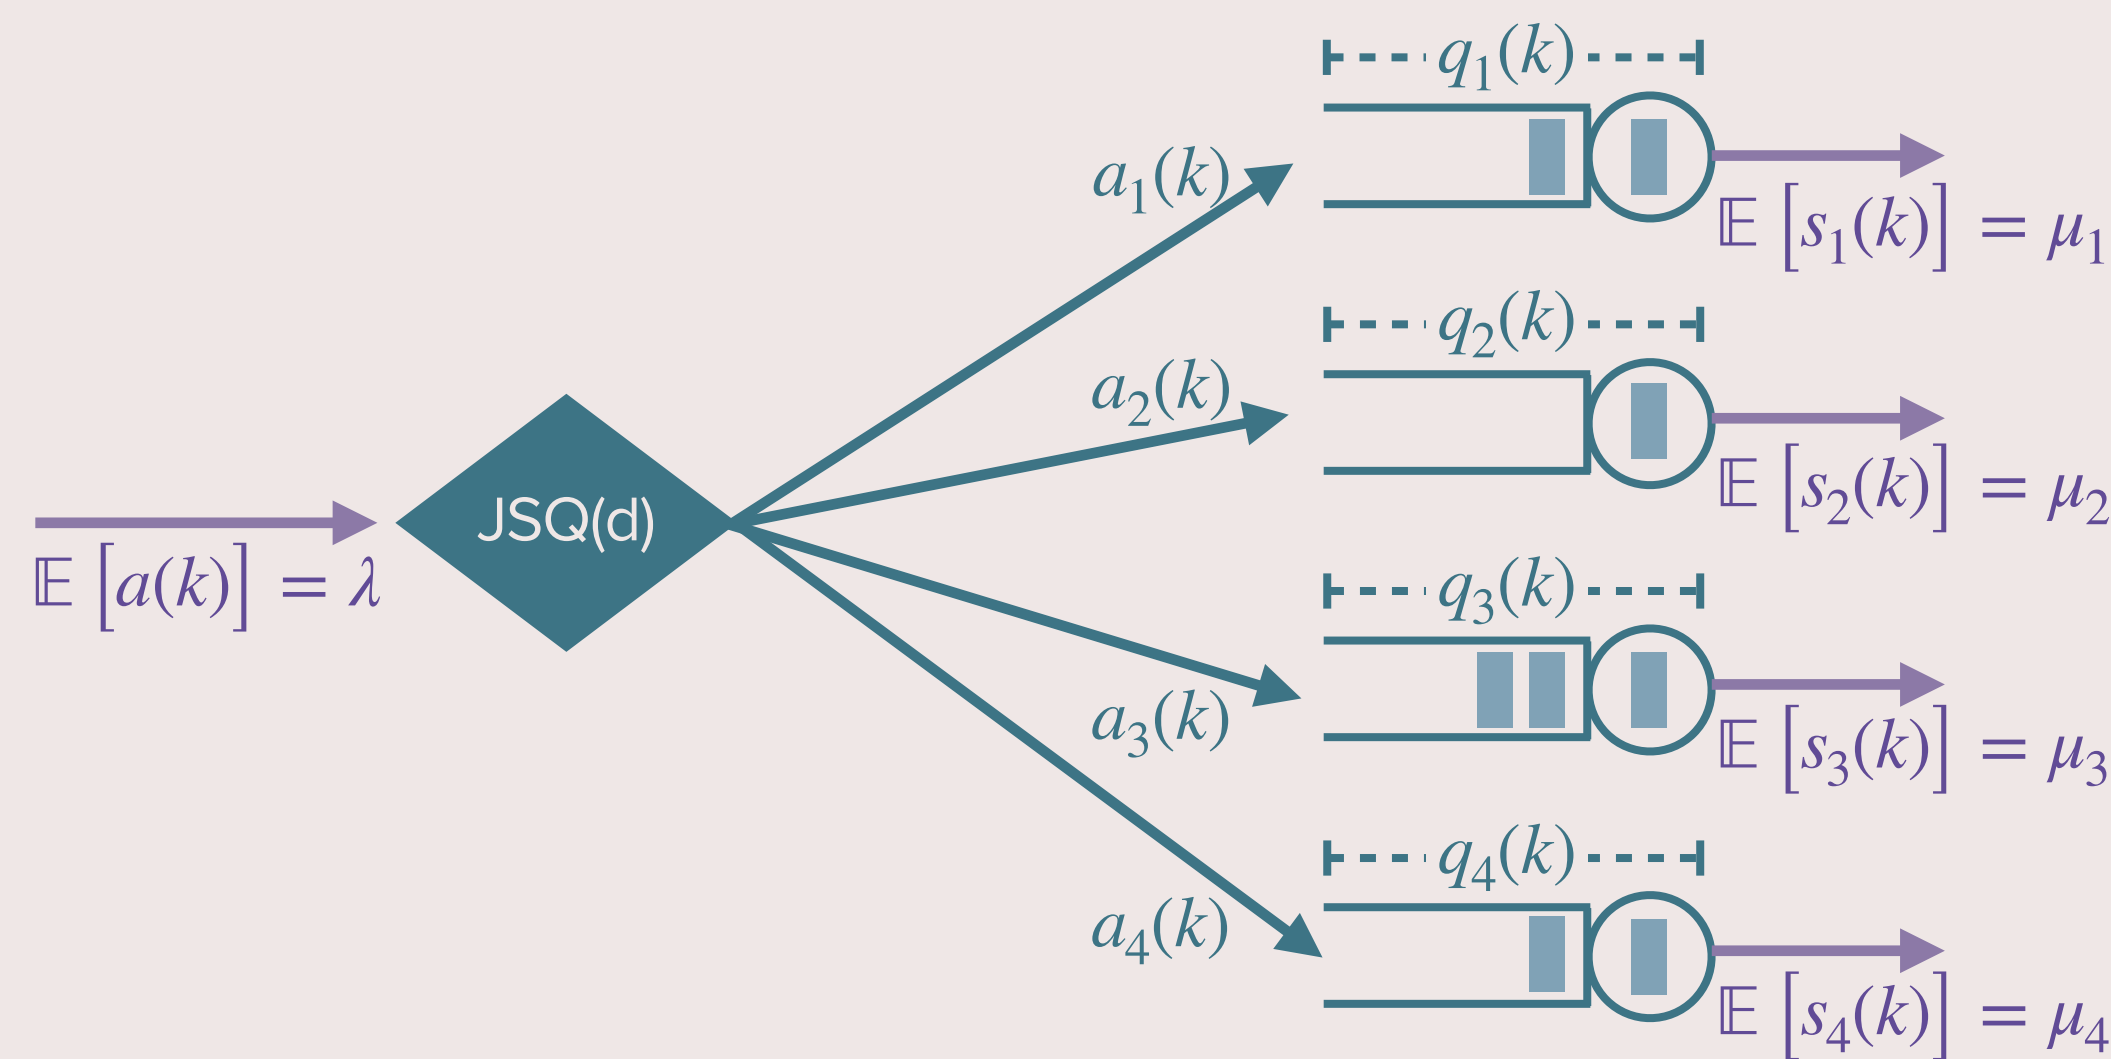 q₁(k)
a₁(k)
𝔼 [s₁(k)] = μ₁
q₂(k)
a₂(k)
𝔼 [s₂(k)] = μ₂
JSQ(d)
𝔼 [a(k)] = λ
q₃(k)
a₃(k)
𝔼 [s₃(k)] = μ₃
q₄(k)
a₄(k)
𝔼 [s₄(k)] = μ₄